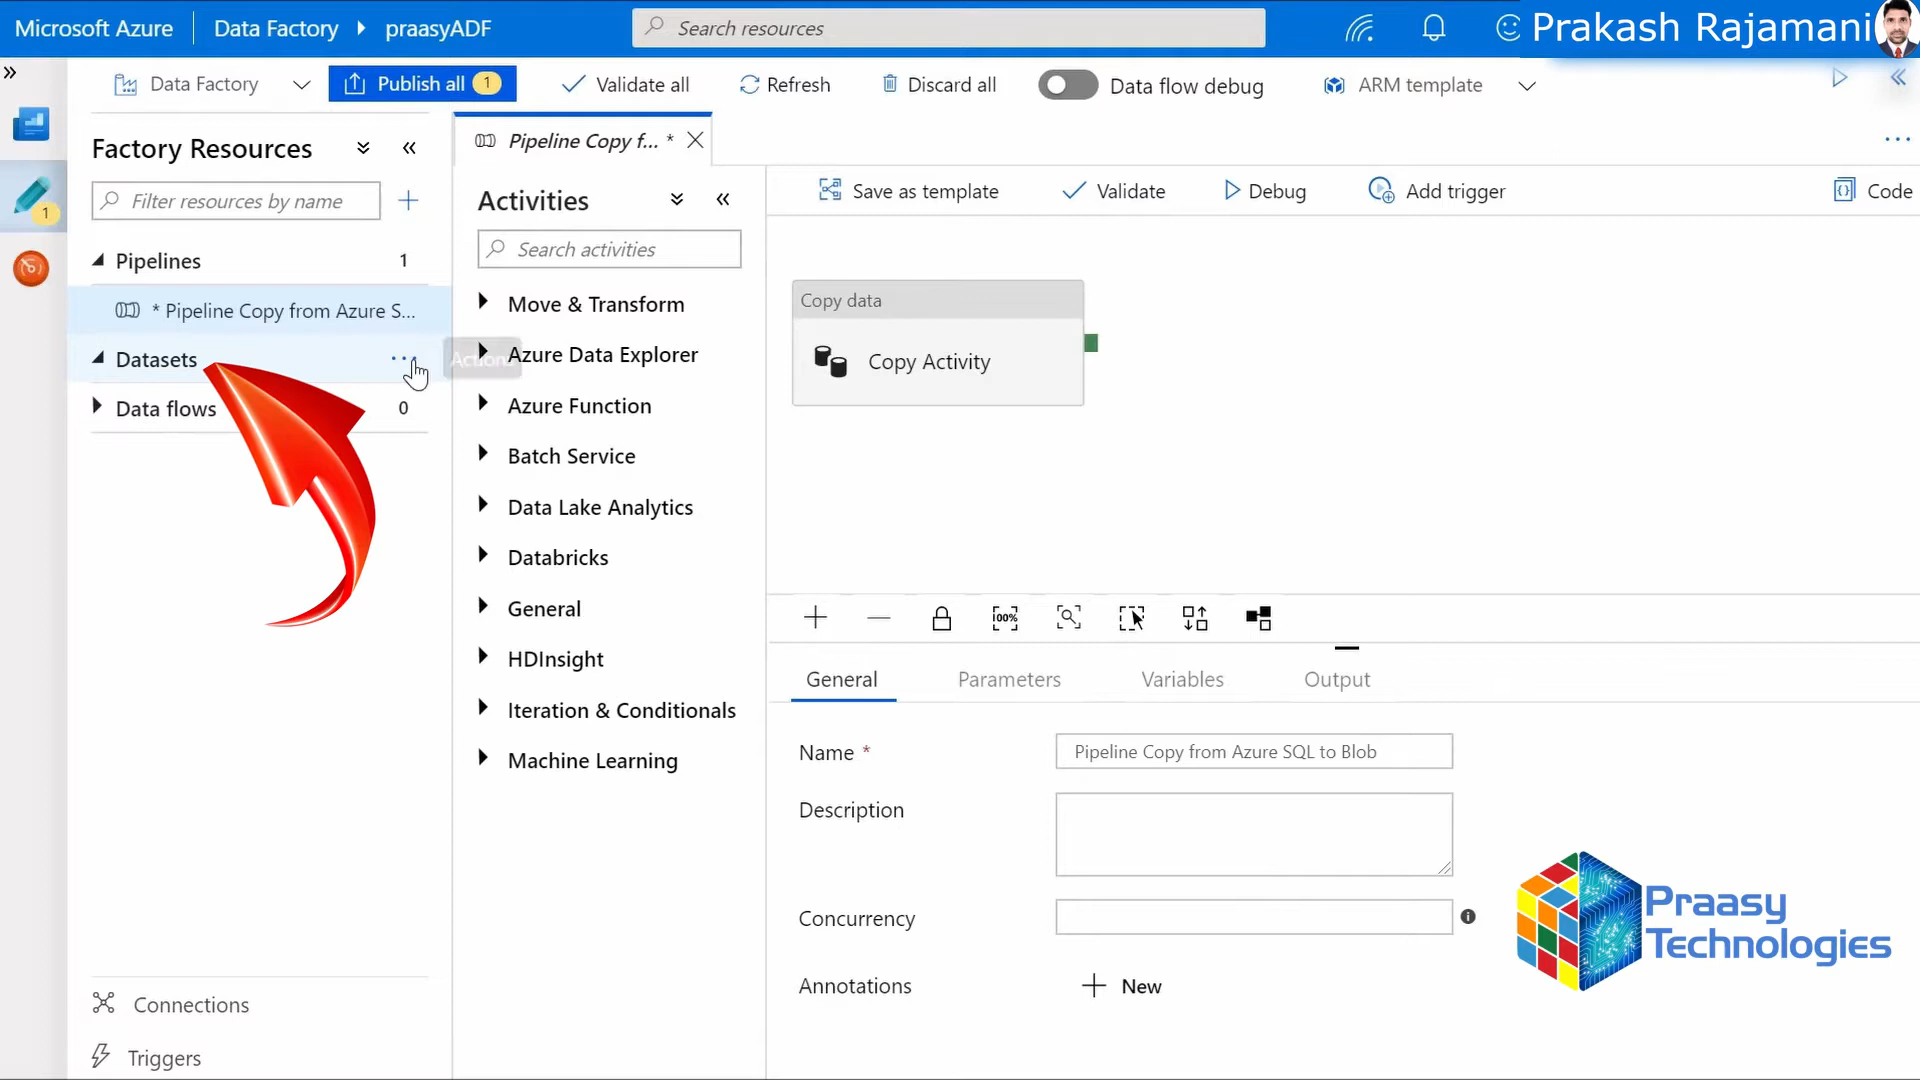 Microsoft Azure
Data Factory
praasyADF
Search resources
Prakash Rajamani
Data Factory
Publish all 1
Validate all
Refresh
Discard all
Data flow debug
ARM template
Factory Resources
Filter resources by name
1
Pipelines 1
* Pipeline Copy from Azure S...
Datasets
Data flows 0
Connections
Triggers
Pipeline Copy f... *
Activities
Search activities
Move & Transform
Azure Data Explorer
Azure Function
Batch Service
Data Lake Analytics
Databricks
General
HDInsight
Iteration & Conditionals
Machine Learning
Save as template
Validate
Debug
Add trigger
Code
Copy data
Copy Activity
100%
General
Parameters
Variables
Output
Name *
Pipeline Copy from Azure SQL to Blob
Description
Concurrency
Annotations
New
Praasy
Technologies